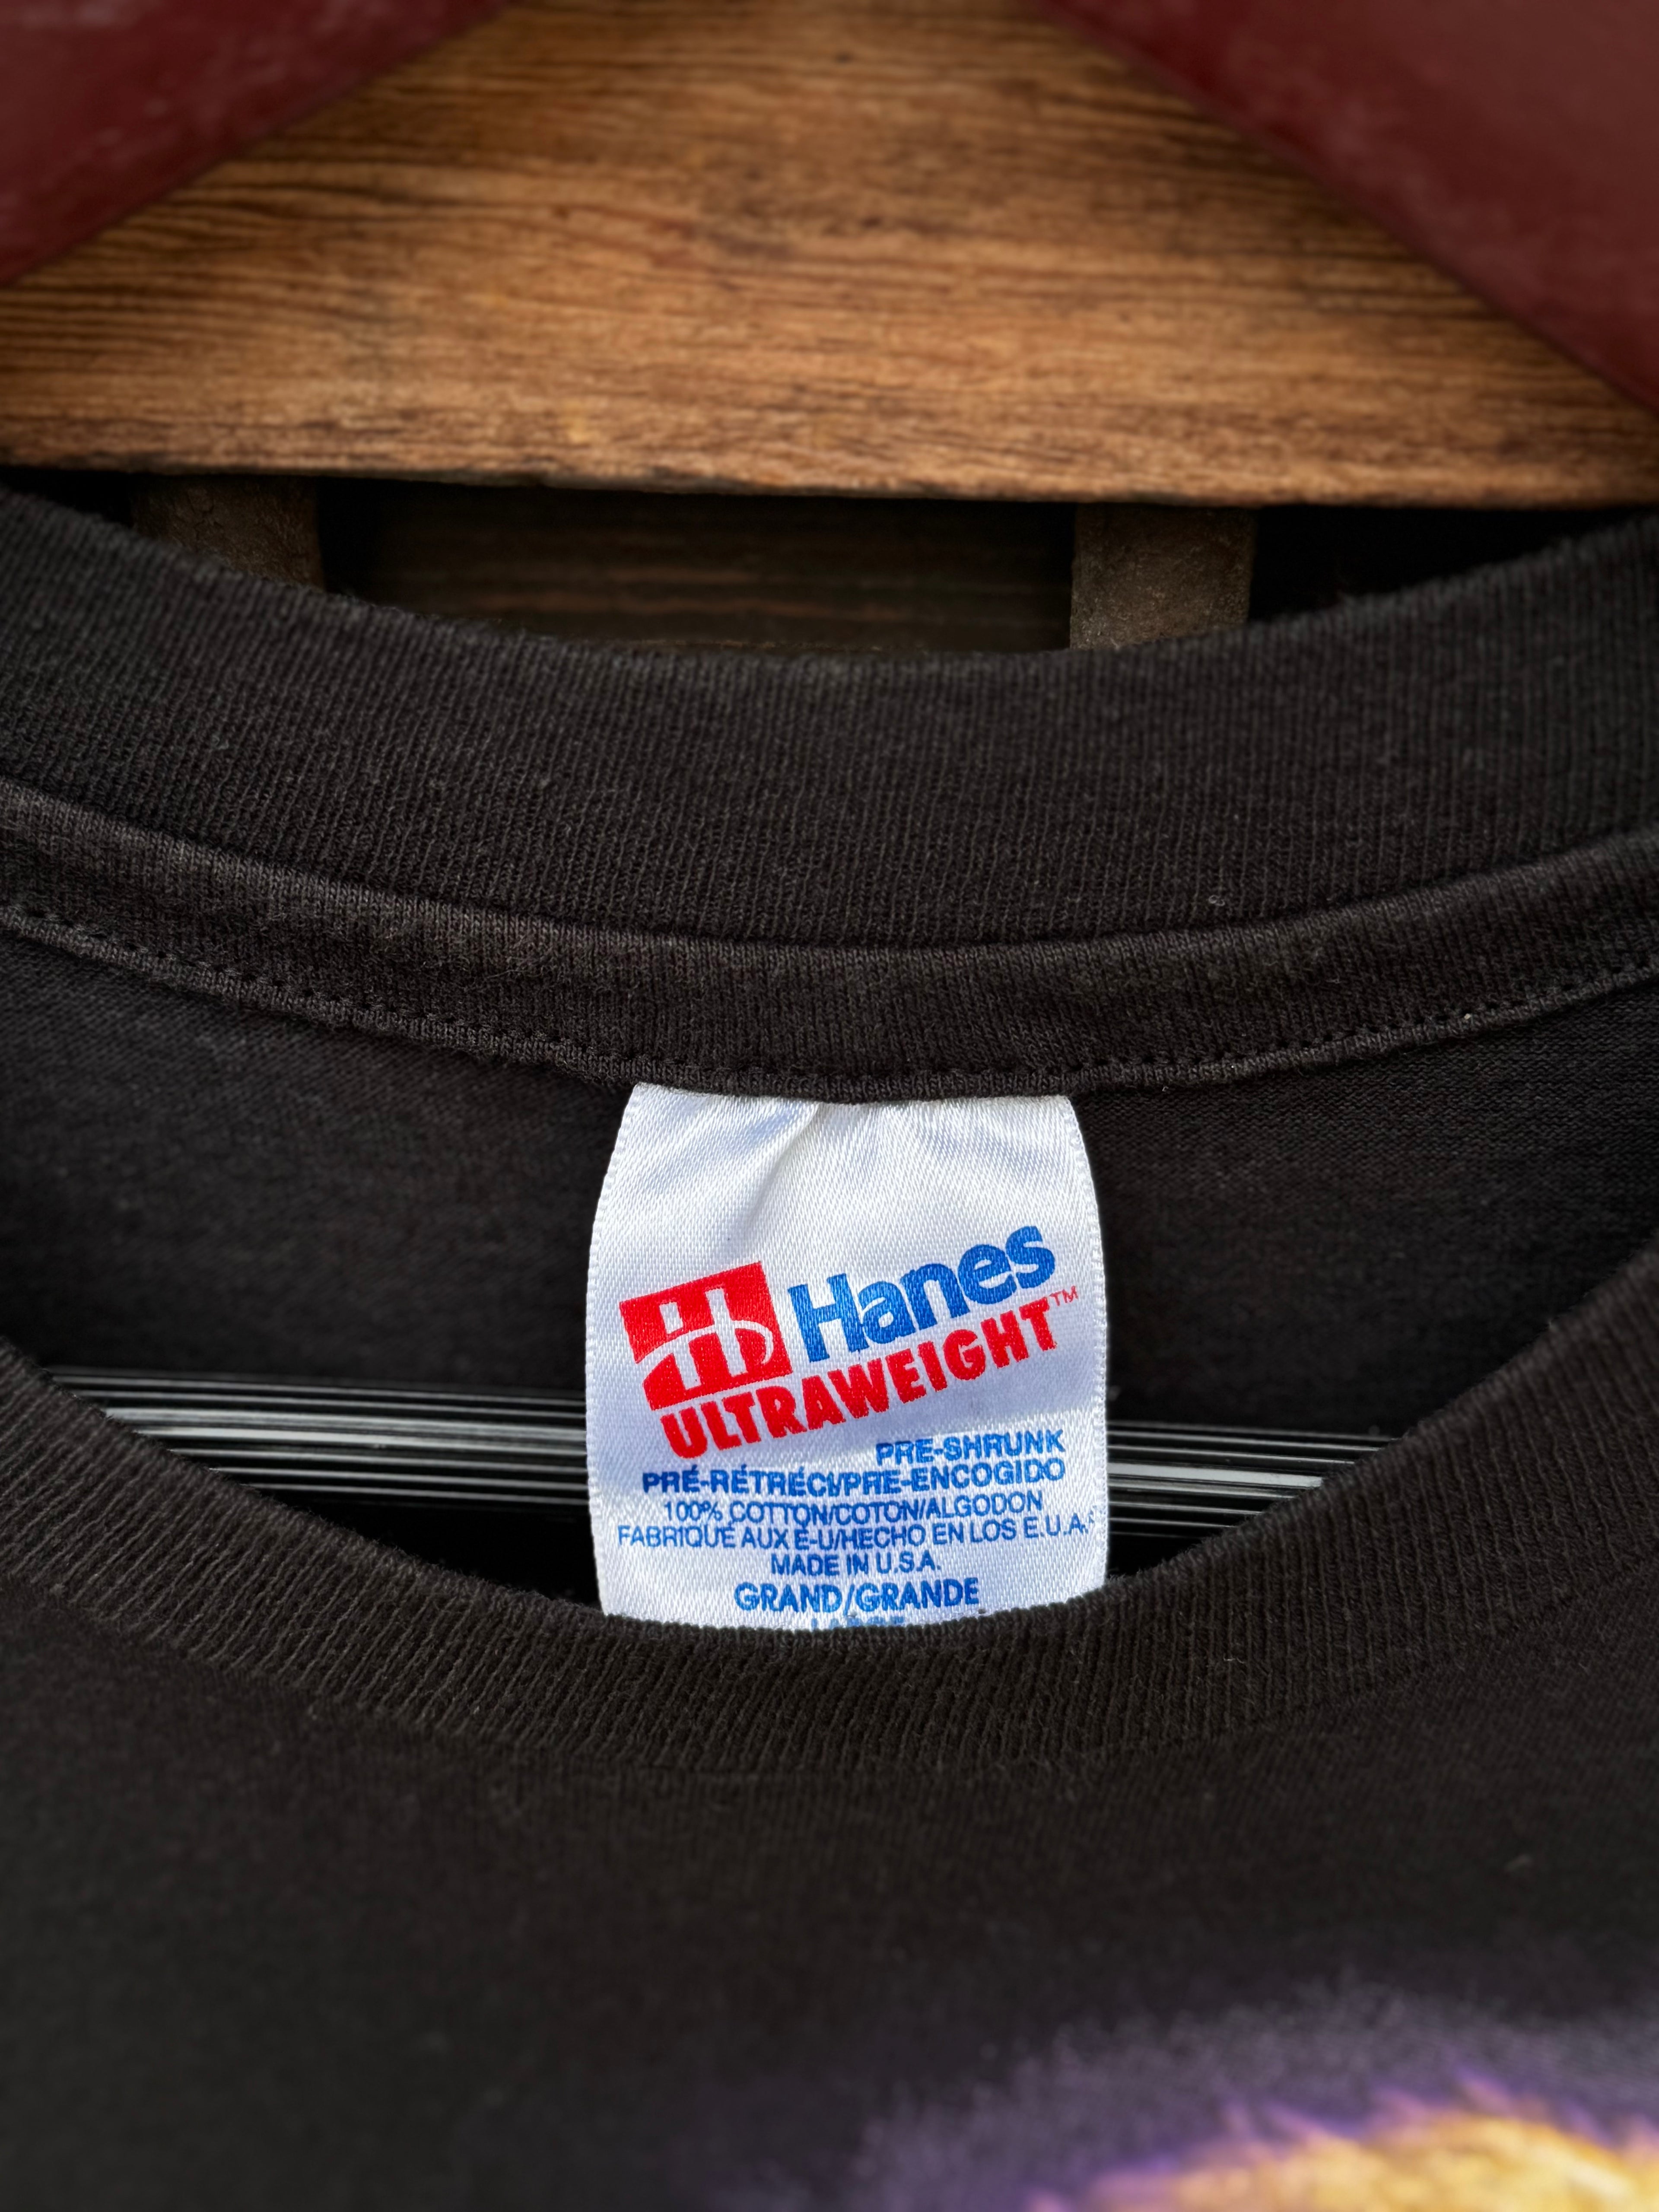 Hb Hanes
ULTRAWEIGHT™
PRE-SHRUNK
PRÉ-RÉTRÉCI/PRE-ENCOGIDO
100% COTTON/COTON/ALGODON
FABRIQUÉ AUX É-U/HECHO EN LOS E.U.A.
MADE IN U.S.A.
GRAND/GRANDE